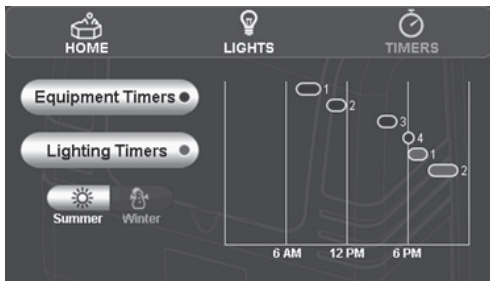 HOME LIGHTS TIMERS
Equipment Timers
Lighting Timers
Summer Winter
1
2
3
4
1
2
6 AM 12 PM 6 PM